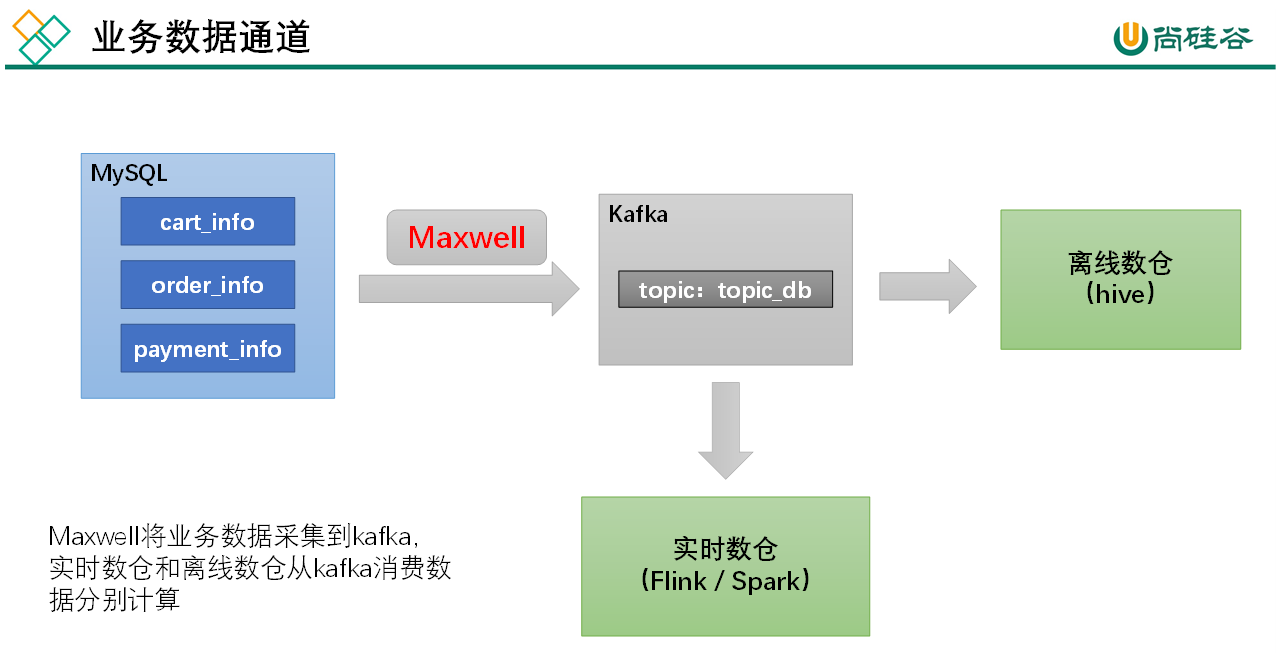 业务数据通道
尚硅谷
MySQL
cart_info
order_info
payment_info
Maxwell
Kafka
topic：topic_db
离线数仓
（hive）
实时数仓
（Flink / Spark）
Maxwell将业务数据采集到kafka,
实时数仓和离线数仓从kafka消费数
据分别计算